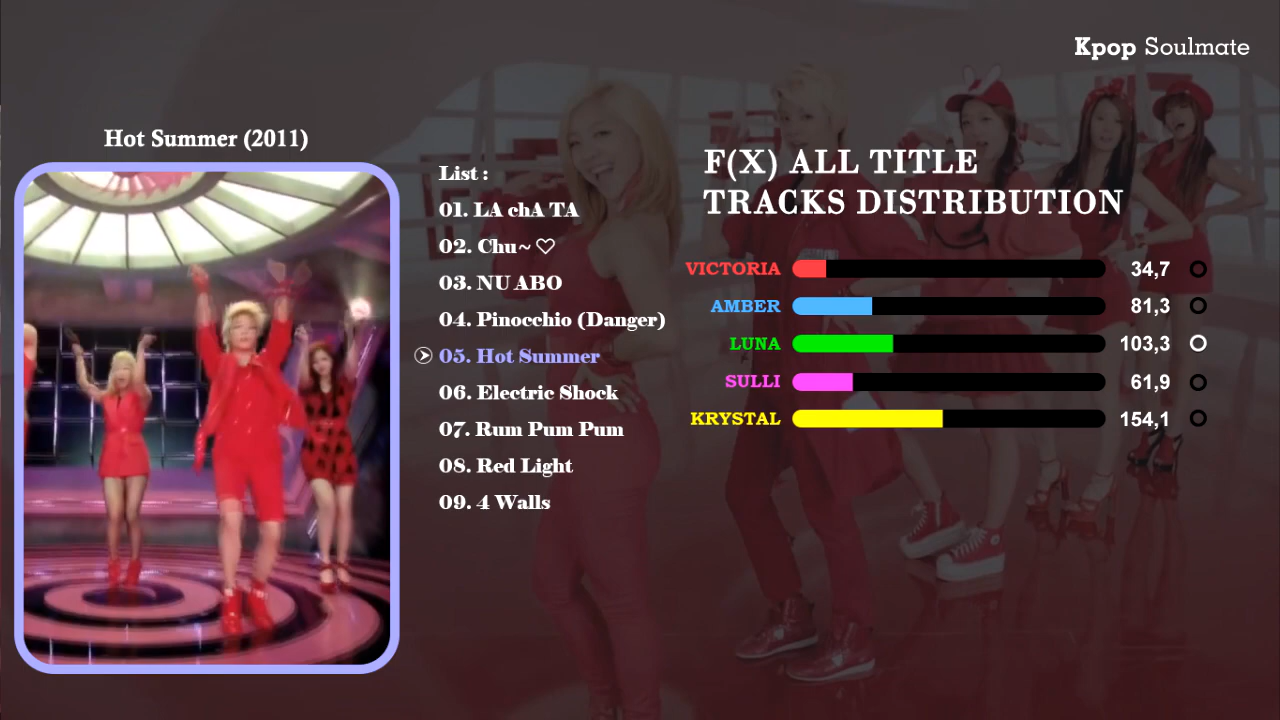 Kpop Soulmate
Hot Summer (2011)
List :
01. LA chA TA
02. Chu~ ♡
03. NU ABO
04. Pinocchio (Danger)
05. Hot Summer
06. Electric Shock
07. Rum Pum Pum
08. Red Light
09. 4 Walls
F(X) ALL TITLE
TRACKS DISTRIBUTION
VICTORIA 34,7
AMBER 81,3
LUNA 103,3
SULLI 61,9
KRYSTAL 154,1